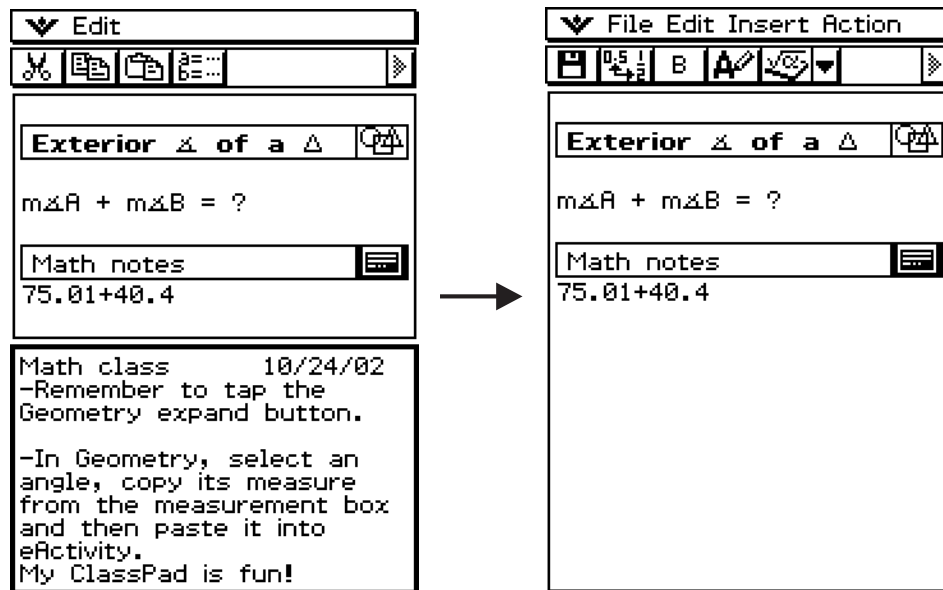 Edit
Exterior ∡ of a △
m∡A + m∡B = ?
Math notes
75.01+40.4
Math class 10/24/02
-Remember to tap the
Geometry expand button.
-In Geometry, select an
angle, copy its measure
from the measurement box
and then paste it into
eActivity.
My ClassPad is fun!
File Edit Insert Action
B
Exterior ∡ of a △
m∡A + m∡B = ?
Math notes
75.01+40.4